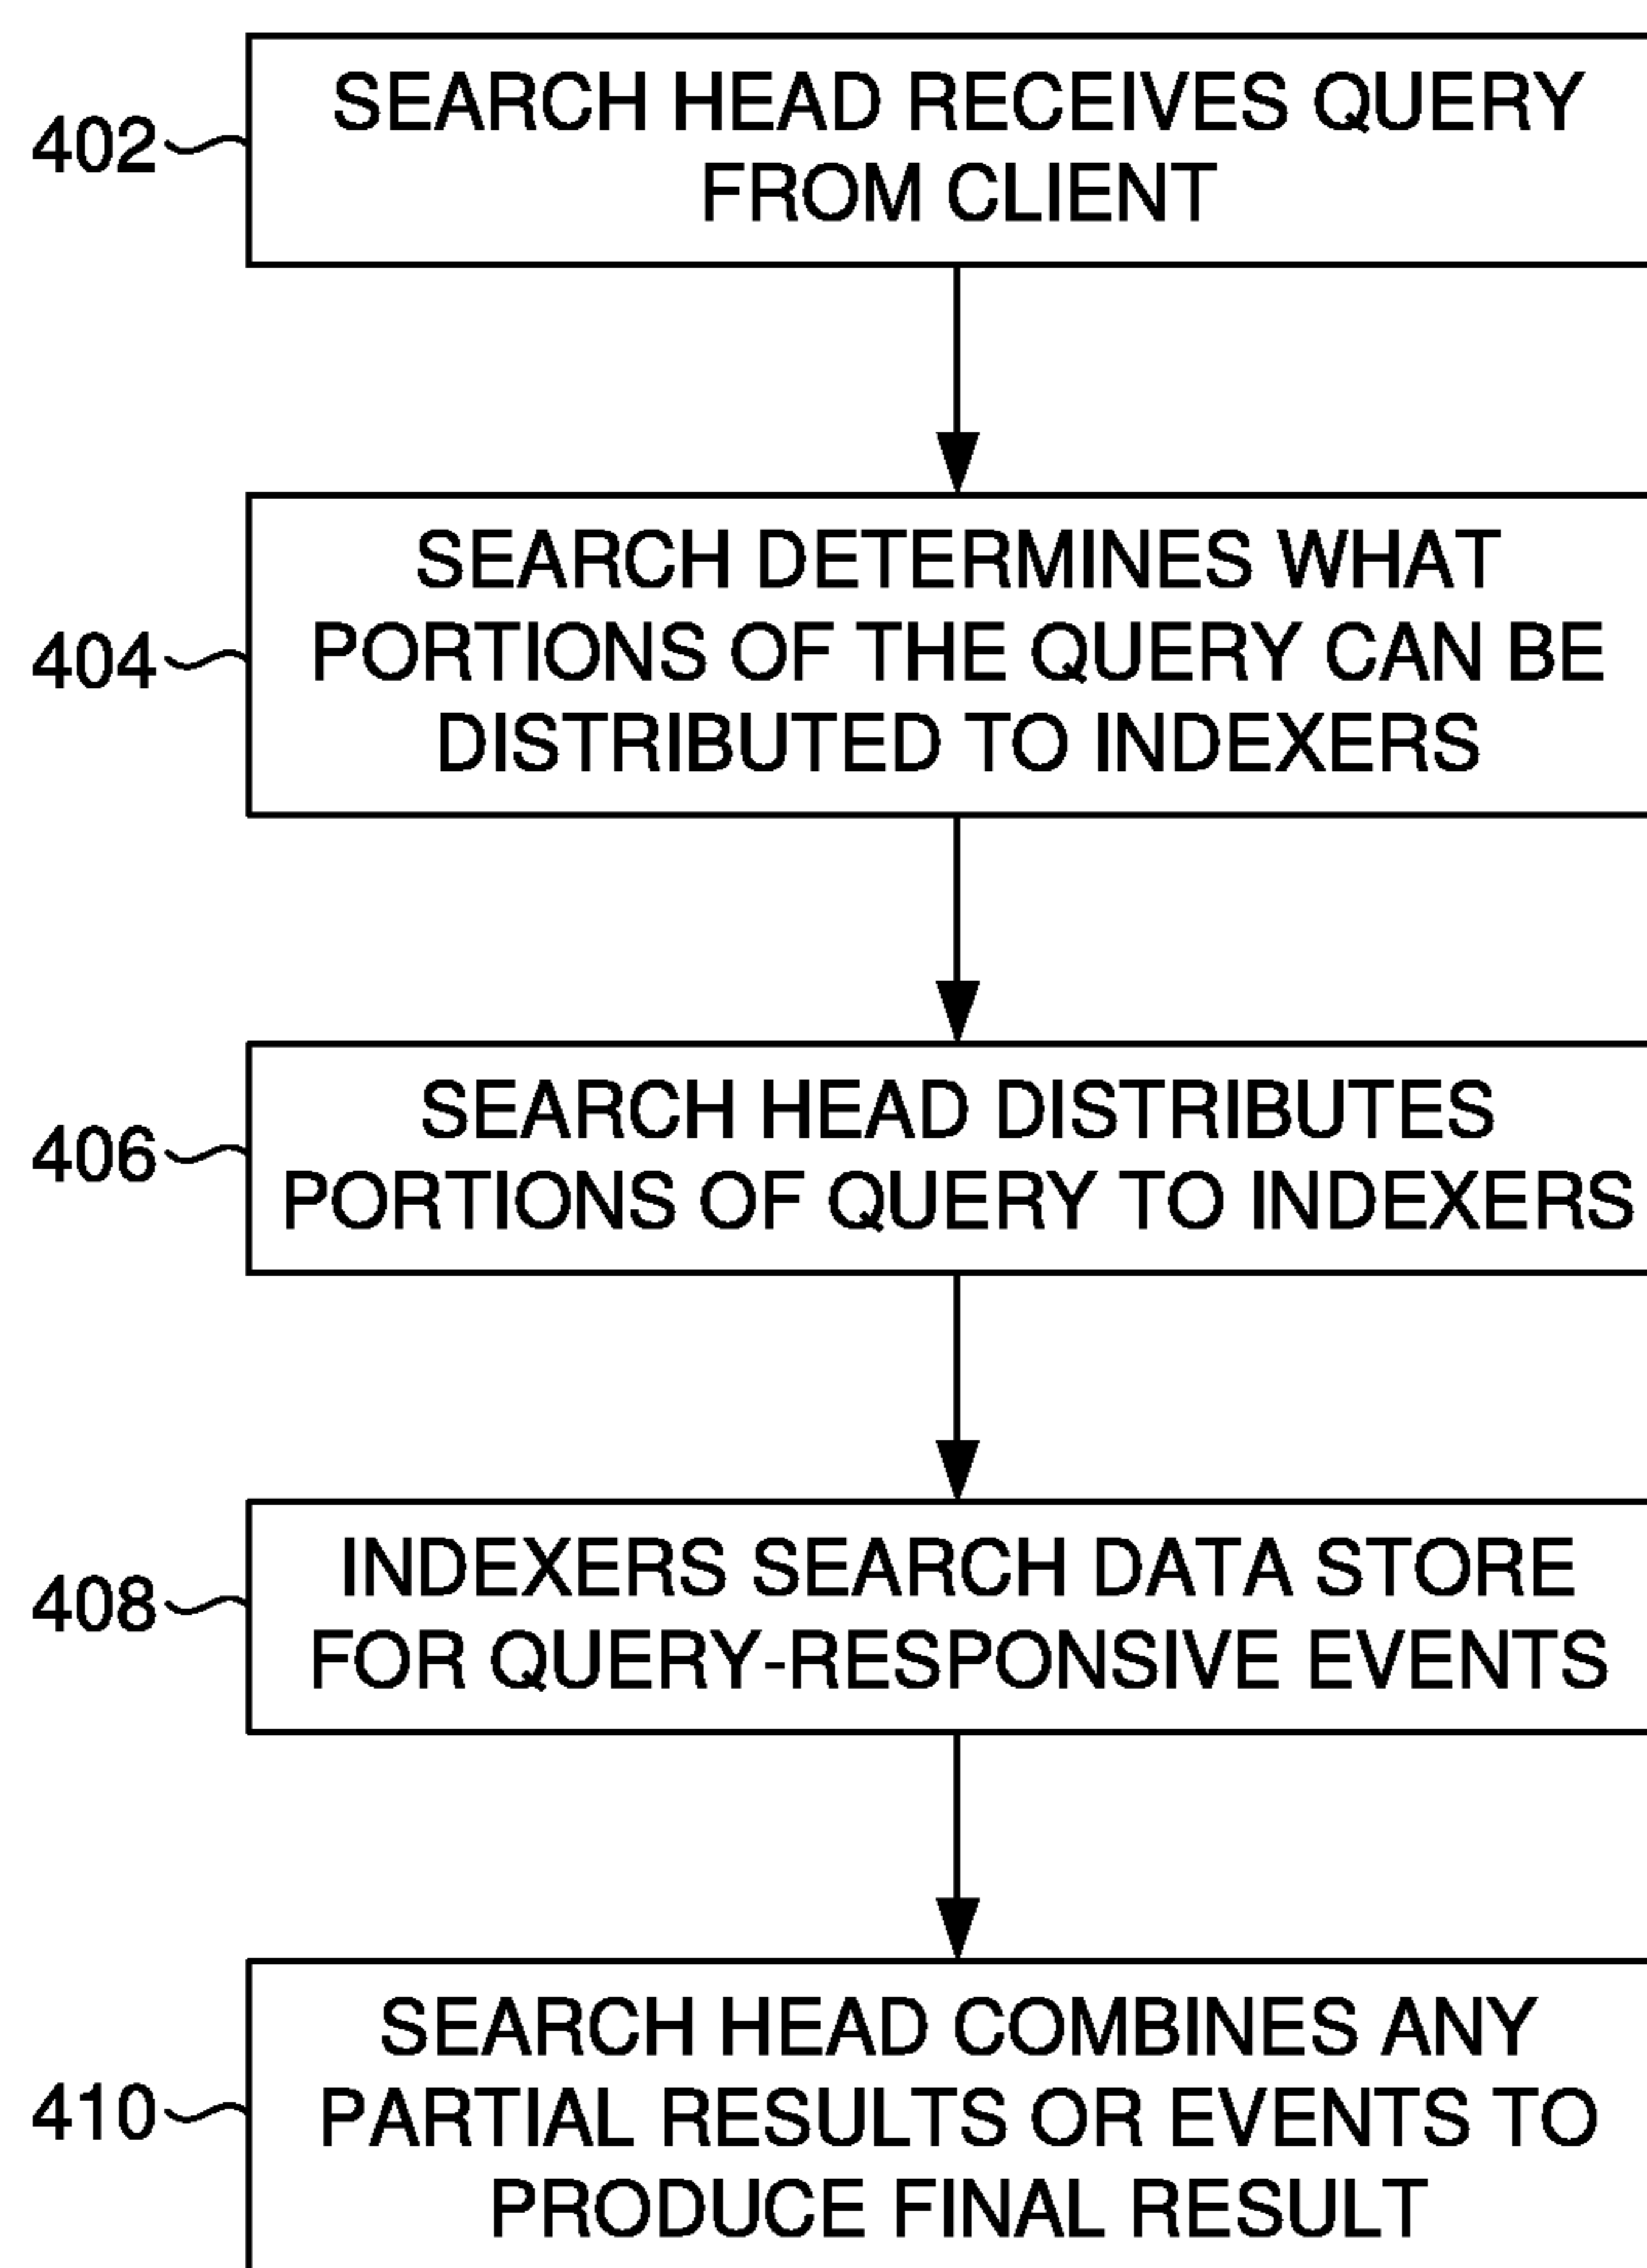 402
SEARCH HEAD RECEIVES QUERY
FROM CLIENT
404
SEARCH DETERMINES WHAT
PORTIONS OF THE QUERY CAN BE
DISTRIBUTED TO INDEXERS
406
SEARCH HEAD DISTRIBUTES
PORTIONS OF QUERY TO INDEXERS
408
INDEXERS SEARCH DATA STORE
FOR QUERY-RESPONSIVE EVENTS
410
SEARCH HEAD COMBINES ANY
PARTIAL RESULTS OR EVENTS TO
PRODUCE FINAL RESULT